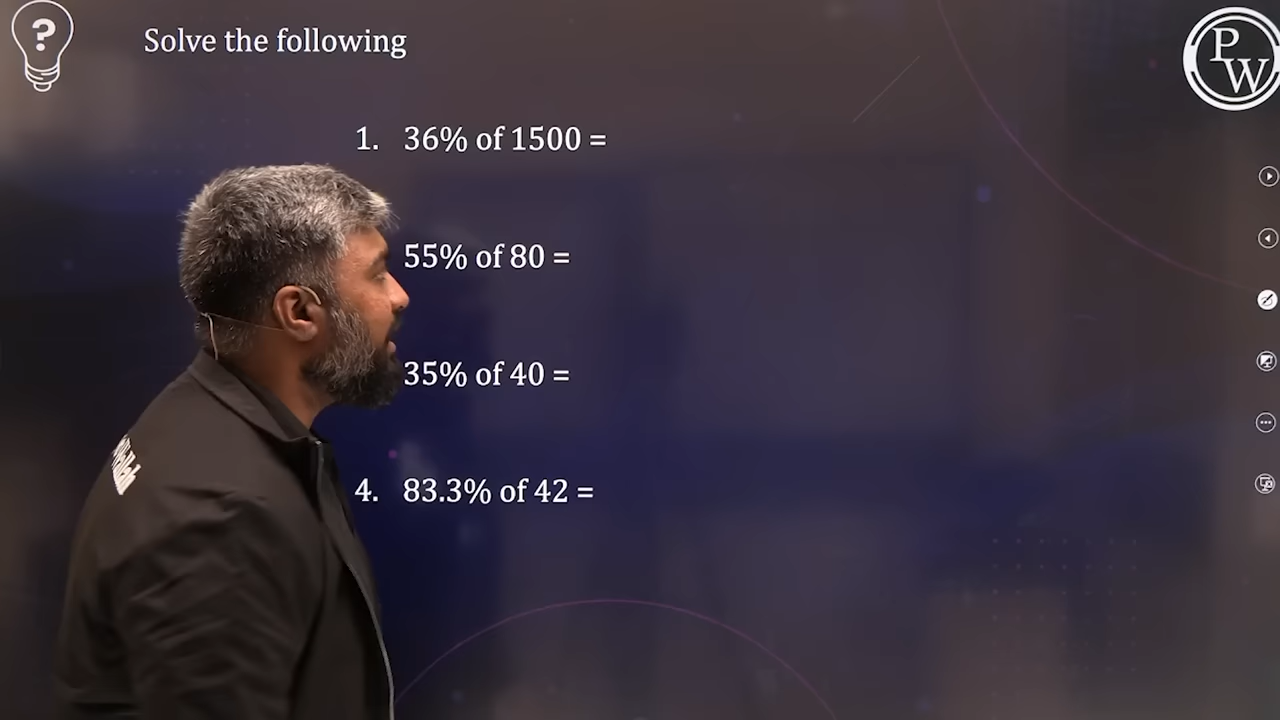 ?
Solve the following
PW
1. 36% of 1500 =
55% of 80 =
35% of 40 =
4. 83.3% of 42 =